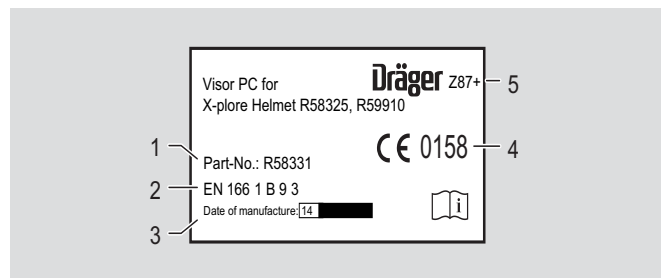 Visor PC for
Dräger Z87+ 5
X-plore Helmet R58325, R59910
CE 0158 4
1 Part-No.: R58331
2 EN 166 1 B 9 3
3 Date of manufacture: 14
i